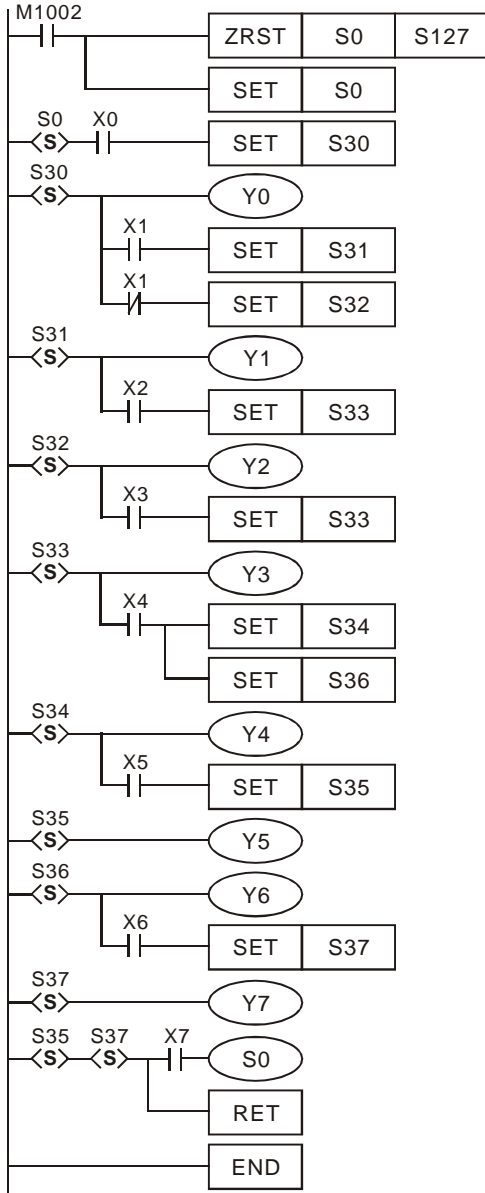 M1002
ZRST S0 S127
SET S0
S0 X0
S SET S30
S30
S Y0
X1
SET S31
X1
SET S32
S31
S Y1
X2
SET S33
S32
S Y2
X3
SET S33
S33
S Y3
X4
SET S34
SET S36
S34
S Y4
X5
SET S35
S35
S Y5
S36
S Y6
X6
SET S37
S37
S Y7
S35 S37 X7
S S S0
RET
END